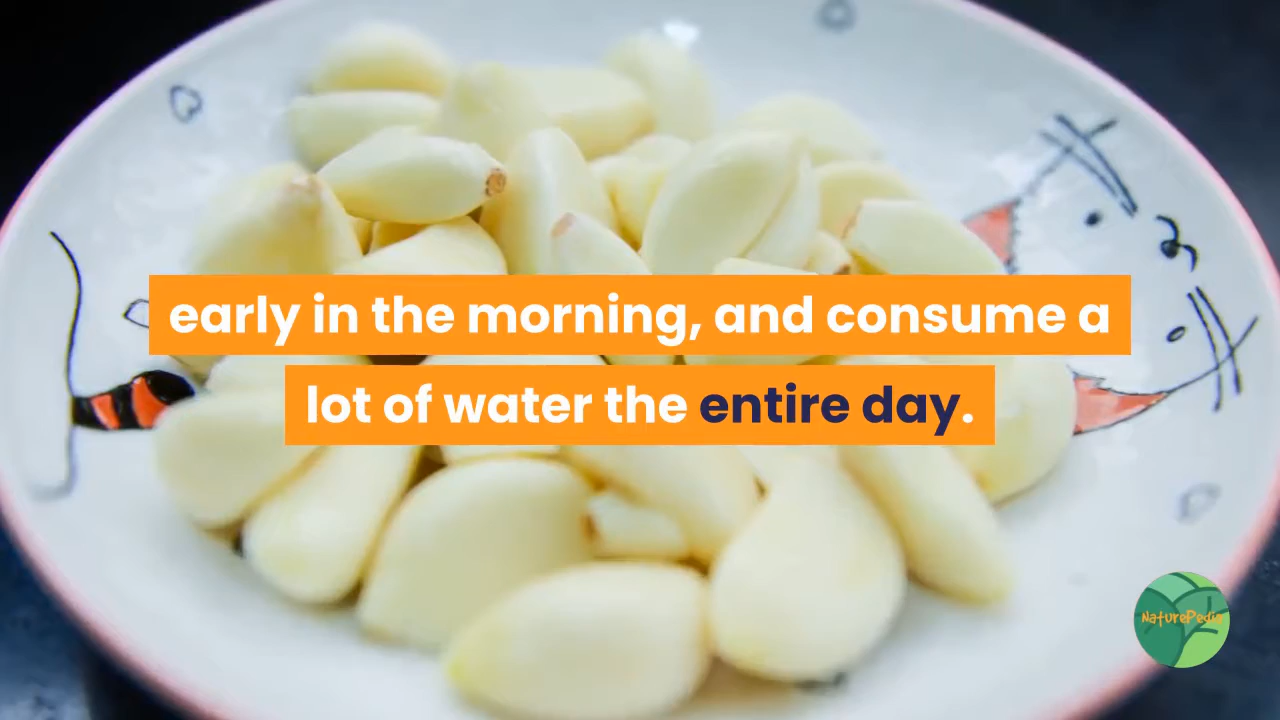 early in the morning, and consume a
lot of water the entire day.
NaturePedia